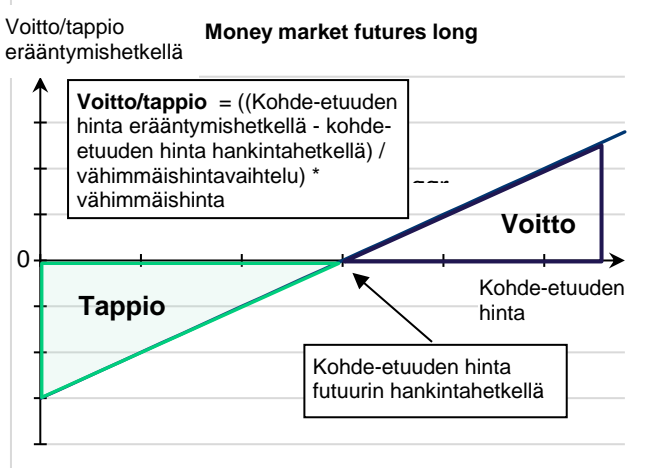 Voitto/tappio
erääntymishetkellä
Money market futures long
Voitto/tappio = ((Kohde-etuuden
hinta erääntymishetkellä - kohde-
etuuden hinta hankintahetkellä) /
vähimmäishintavaihtelu) *
vähimmäishinta
Voitto
0
Kohde-etuuden
hinta
Tappio
Kohde-etuuden hinta
futuurin hankintahetkellä